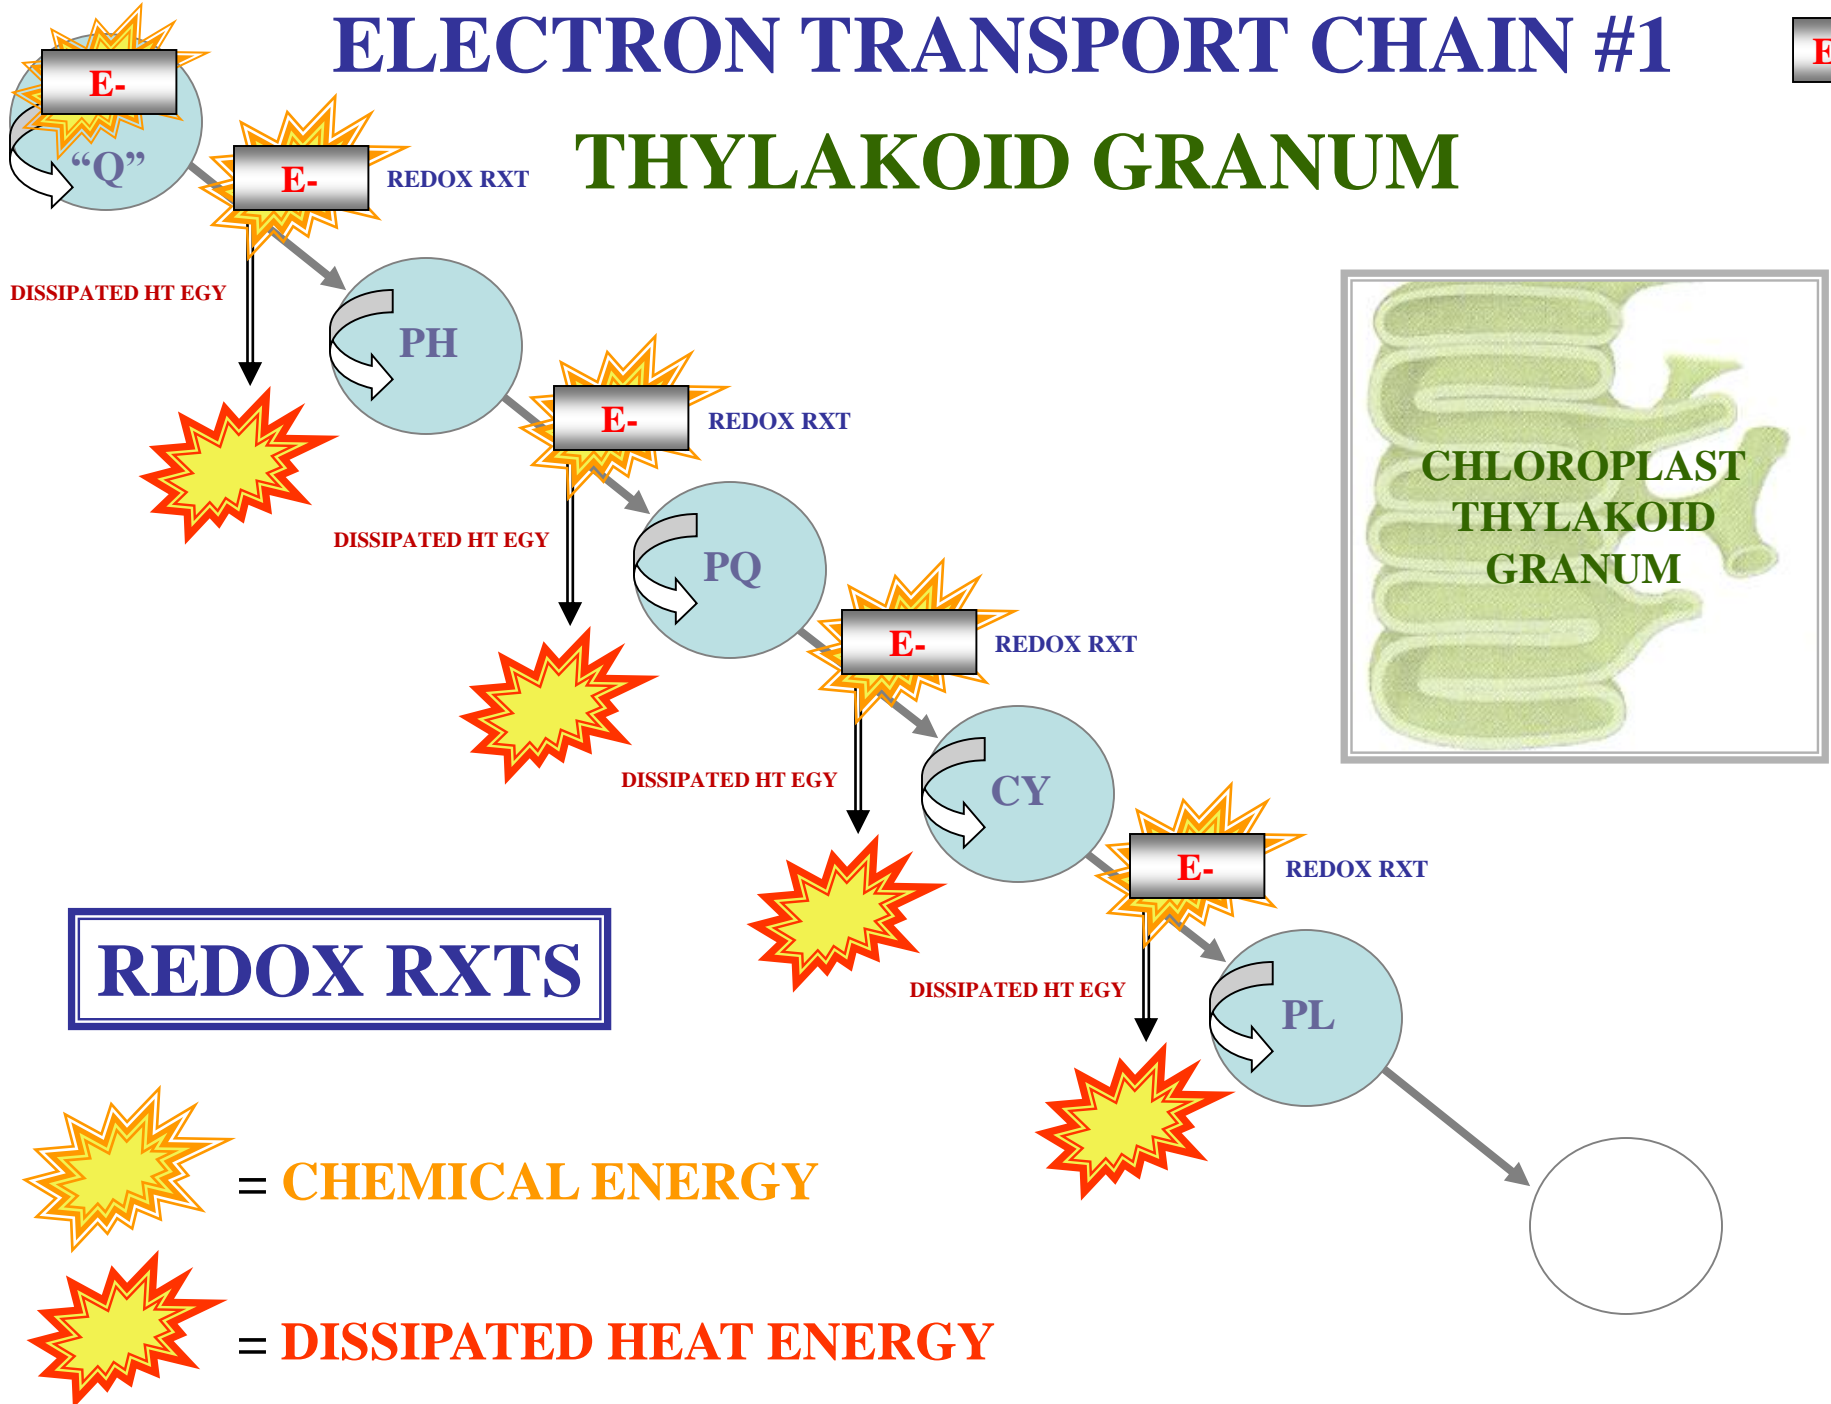 ELECTRON TRANSPORT CHAIN #1
E
THYLAKOID GRANUM
E-
“Q”
E-
REDOX RXT
DISSIPATED HT EGY
PH
E-
REDOX RXT
DISSIPATED HT EGY
PQ
E-
REDOX RXT
DISSIPATED HT EGY
CY
E-
REDOX RXT
DISSIPATED HT EGY
PL
CHLOROPLAST
THYLAKOID
GRANUM
REDOX RXTS
= CHEMICAL ENERGY
= DISSIPATED HEAT ENERGY